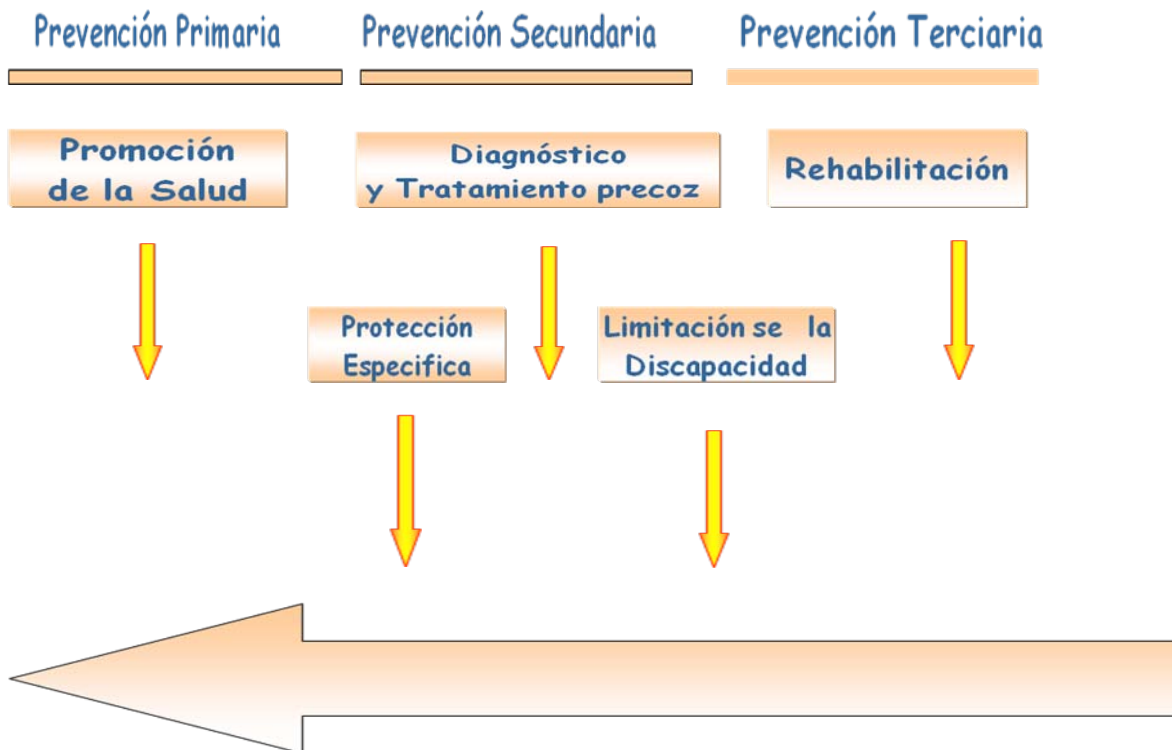 Prevención Primaria
Prevención Secundaria
Prevención Terciaria
Promoción
de la Salud
Diagnóstico
y Tratamiento precoz
Rehabilitación
Protección
Especifica
Limitación se la
Discapacidad